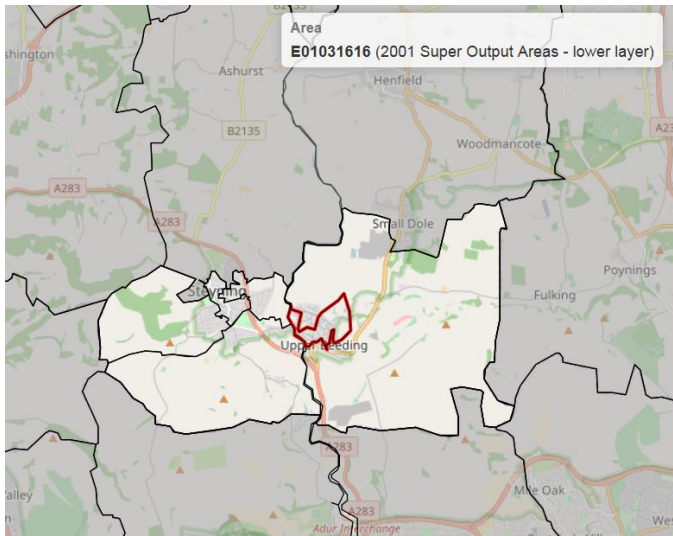 Area
E01031616 (2001 Super Output Areas - lower layer)
shington
Ashurst
B2135
Henfield
Woodmancote
A23
A283
A283
Small Dole
Steyning
Poynings
Fulking
Upper Beeding
A283
Mile Oak
A283
alley
n
Adur Interchange
Wes